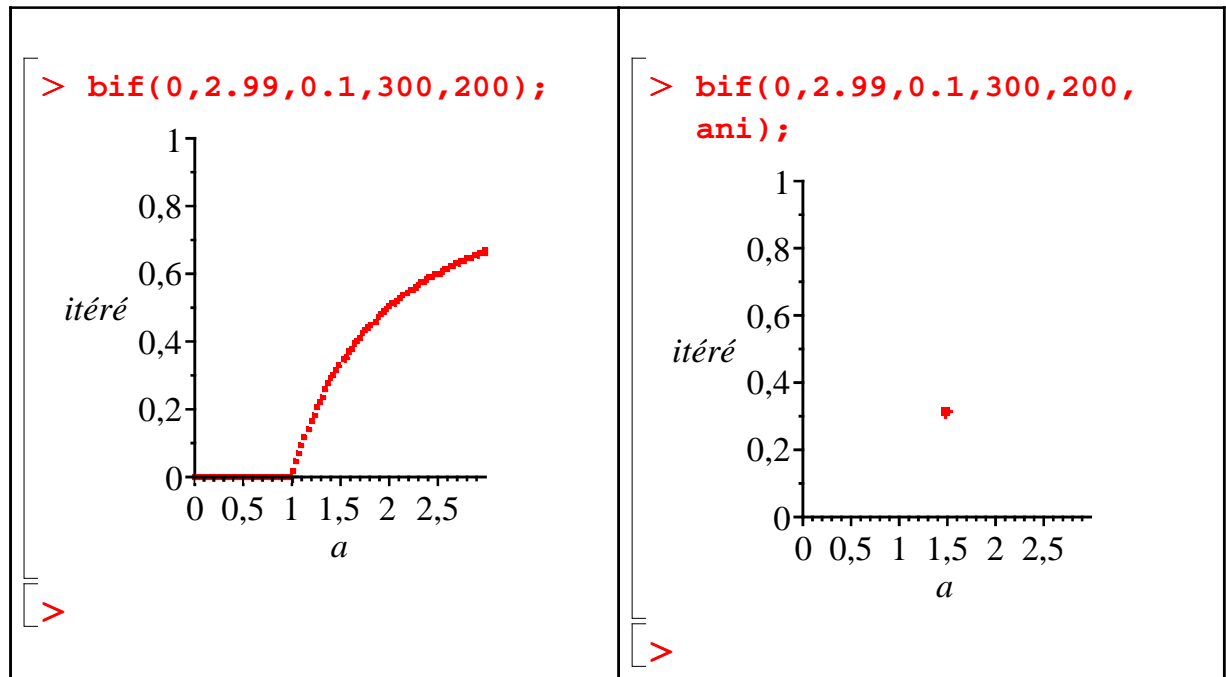 > bif(0,2.99,0.1,300,200);
1
0,8
0,6
itéré
0,4
0,2
0
0 0,5 1 1,5 2 2,5
a
>
> bif(0,2.99,0.1,300,200,
ani);
1
0,8
0,6
itéré
0,4
0,2
0
0 0,5 1 1,5 2 2,5
a
>